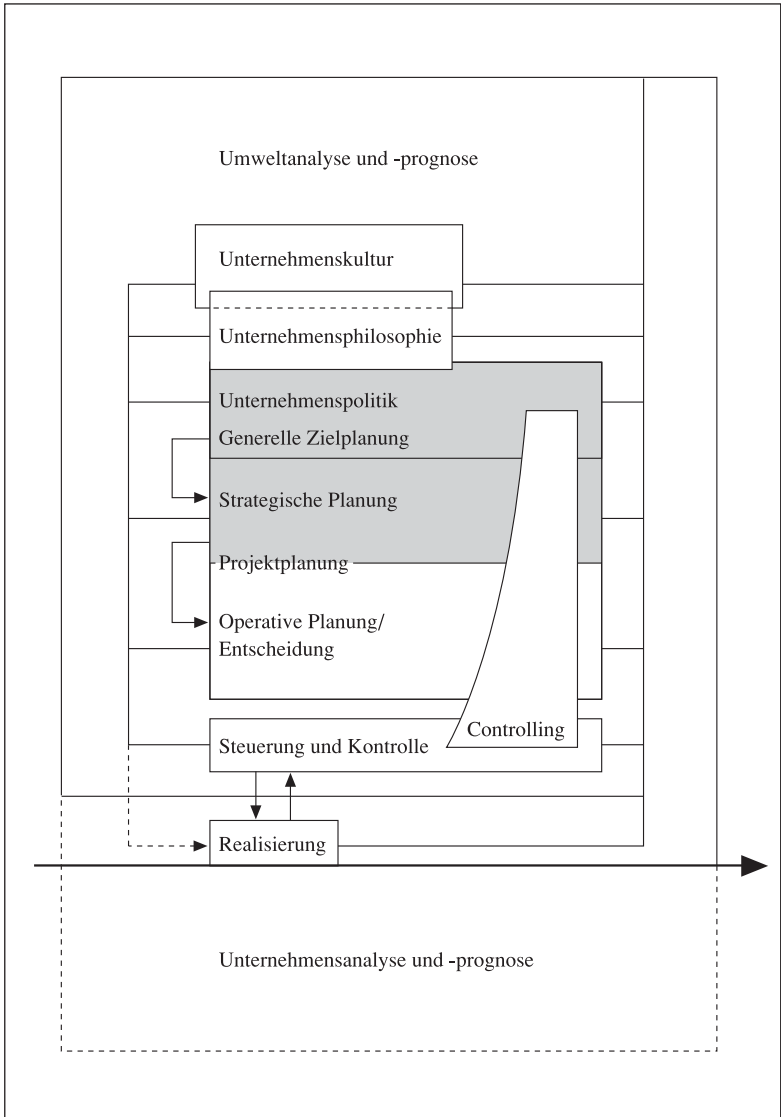 Umweltanalyse und -prognose
Unternehmenskultur
Unternehmensphilosophie
Unternehmenspolitik
Generelle Zielplanung
Strategische Planung
Projektplanung
Operative Planung/
Entscheidung
Controlling
Steuerung und Kontrolle
Realisierung
Unternehmensanalyse und -prognose